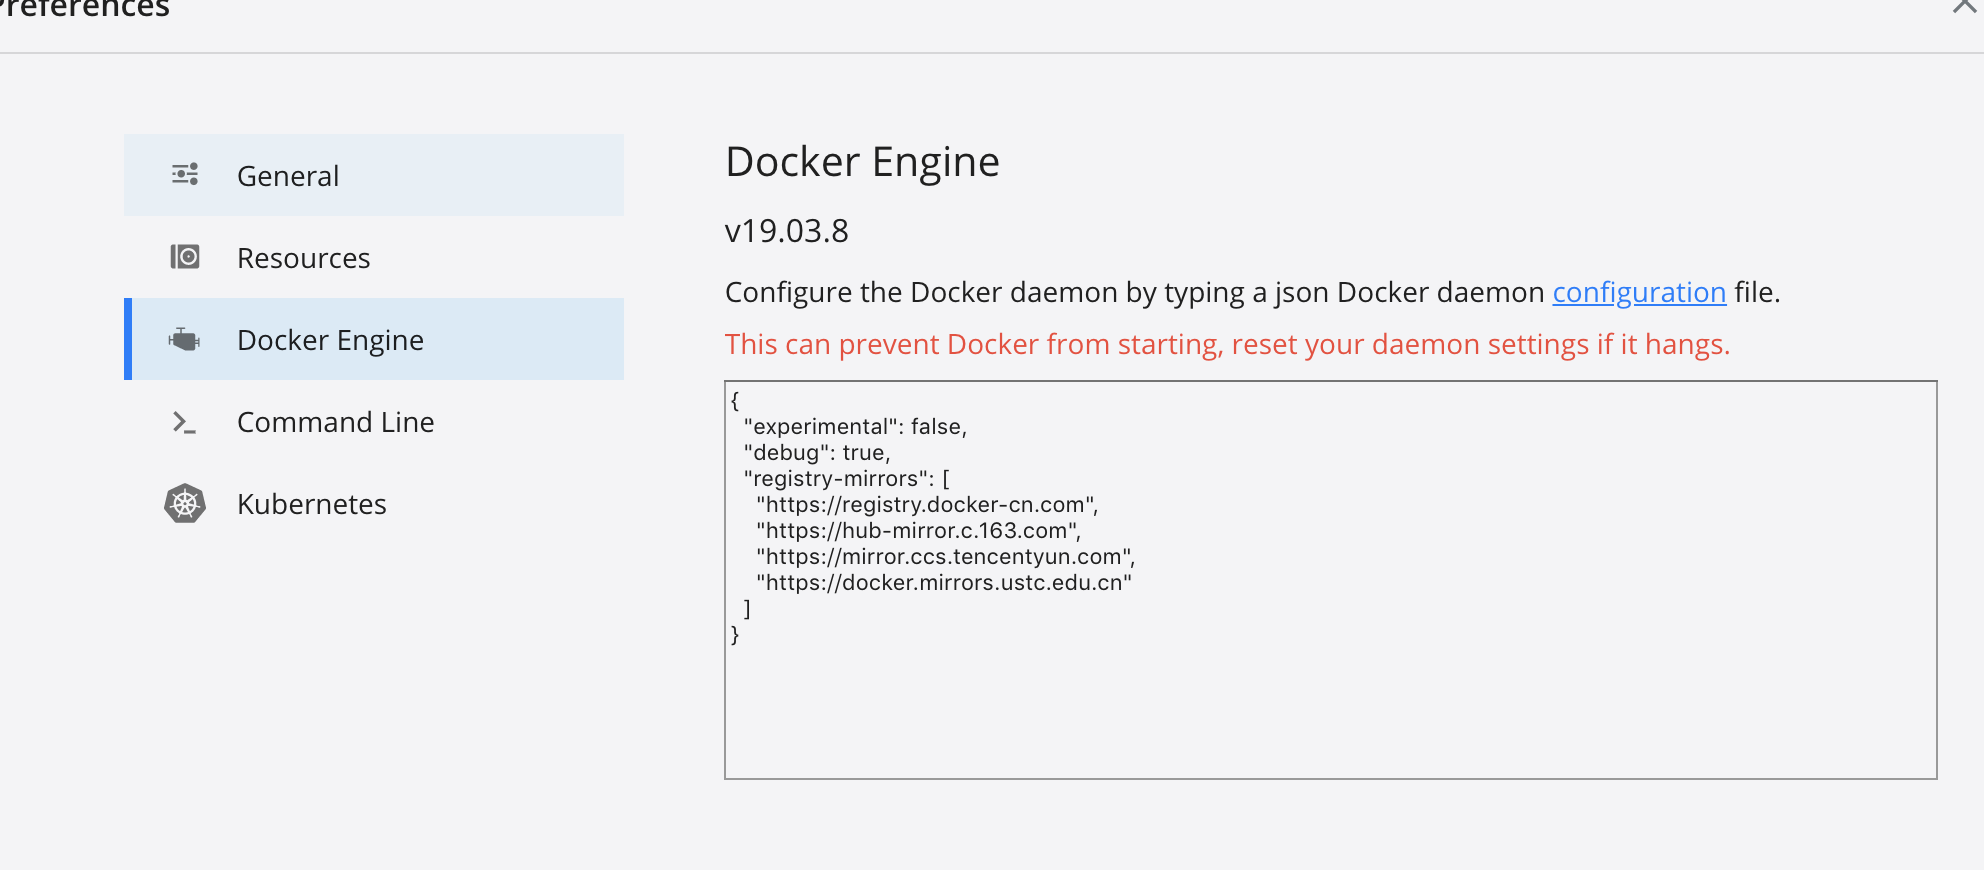 Preferences
General
Resources
Docker Engine
Command Line
Kubernetes
Docker Engine
v19.03.8
Configure the Docker daemon by typing a json Docker daemon configuration file.
This can prevent Docker from starting, reset your daemon settings if it hangs.
{
  "experimental": false,
  "debug": true,
  "registry-mirrors": [
    "https://registry.docker-cn.com",
    "https://hub-mirror.c.163.com",
    "https://mirror.ccs.tencentyun.com",
    "https://docker.mirrors.ustc.edu.cn"
  ]
}